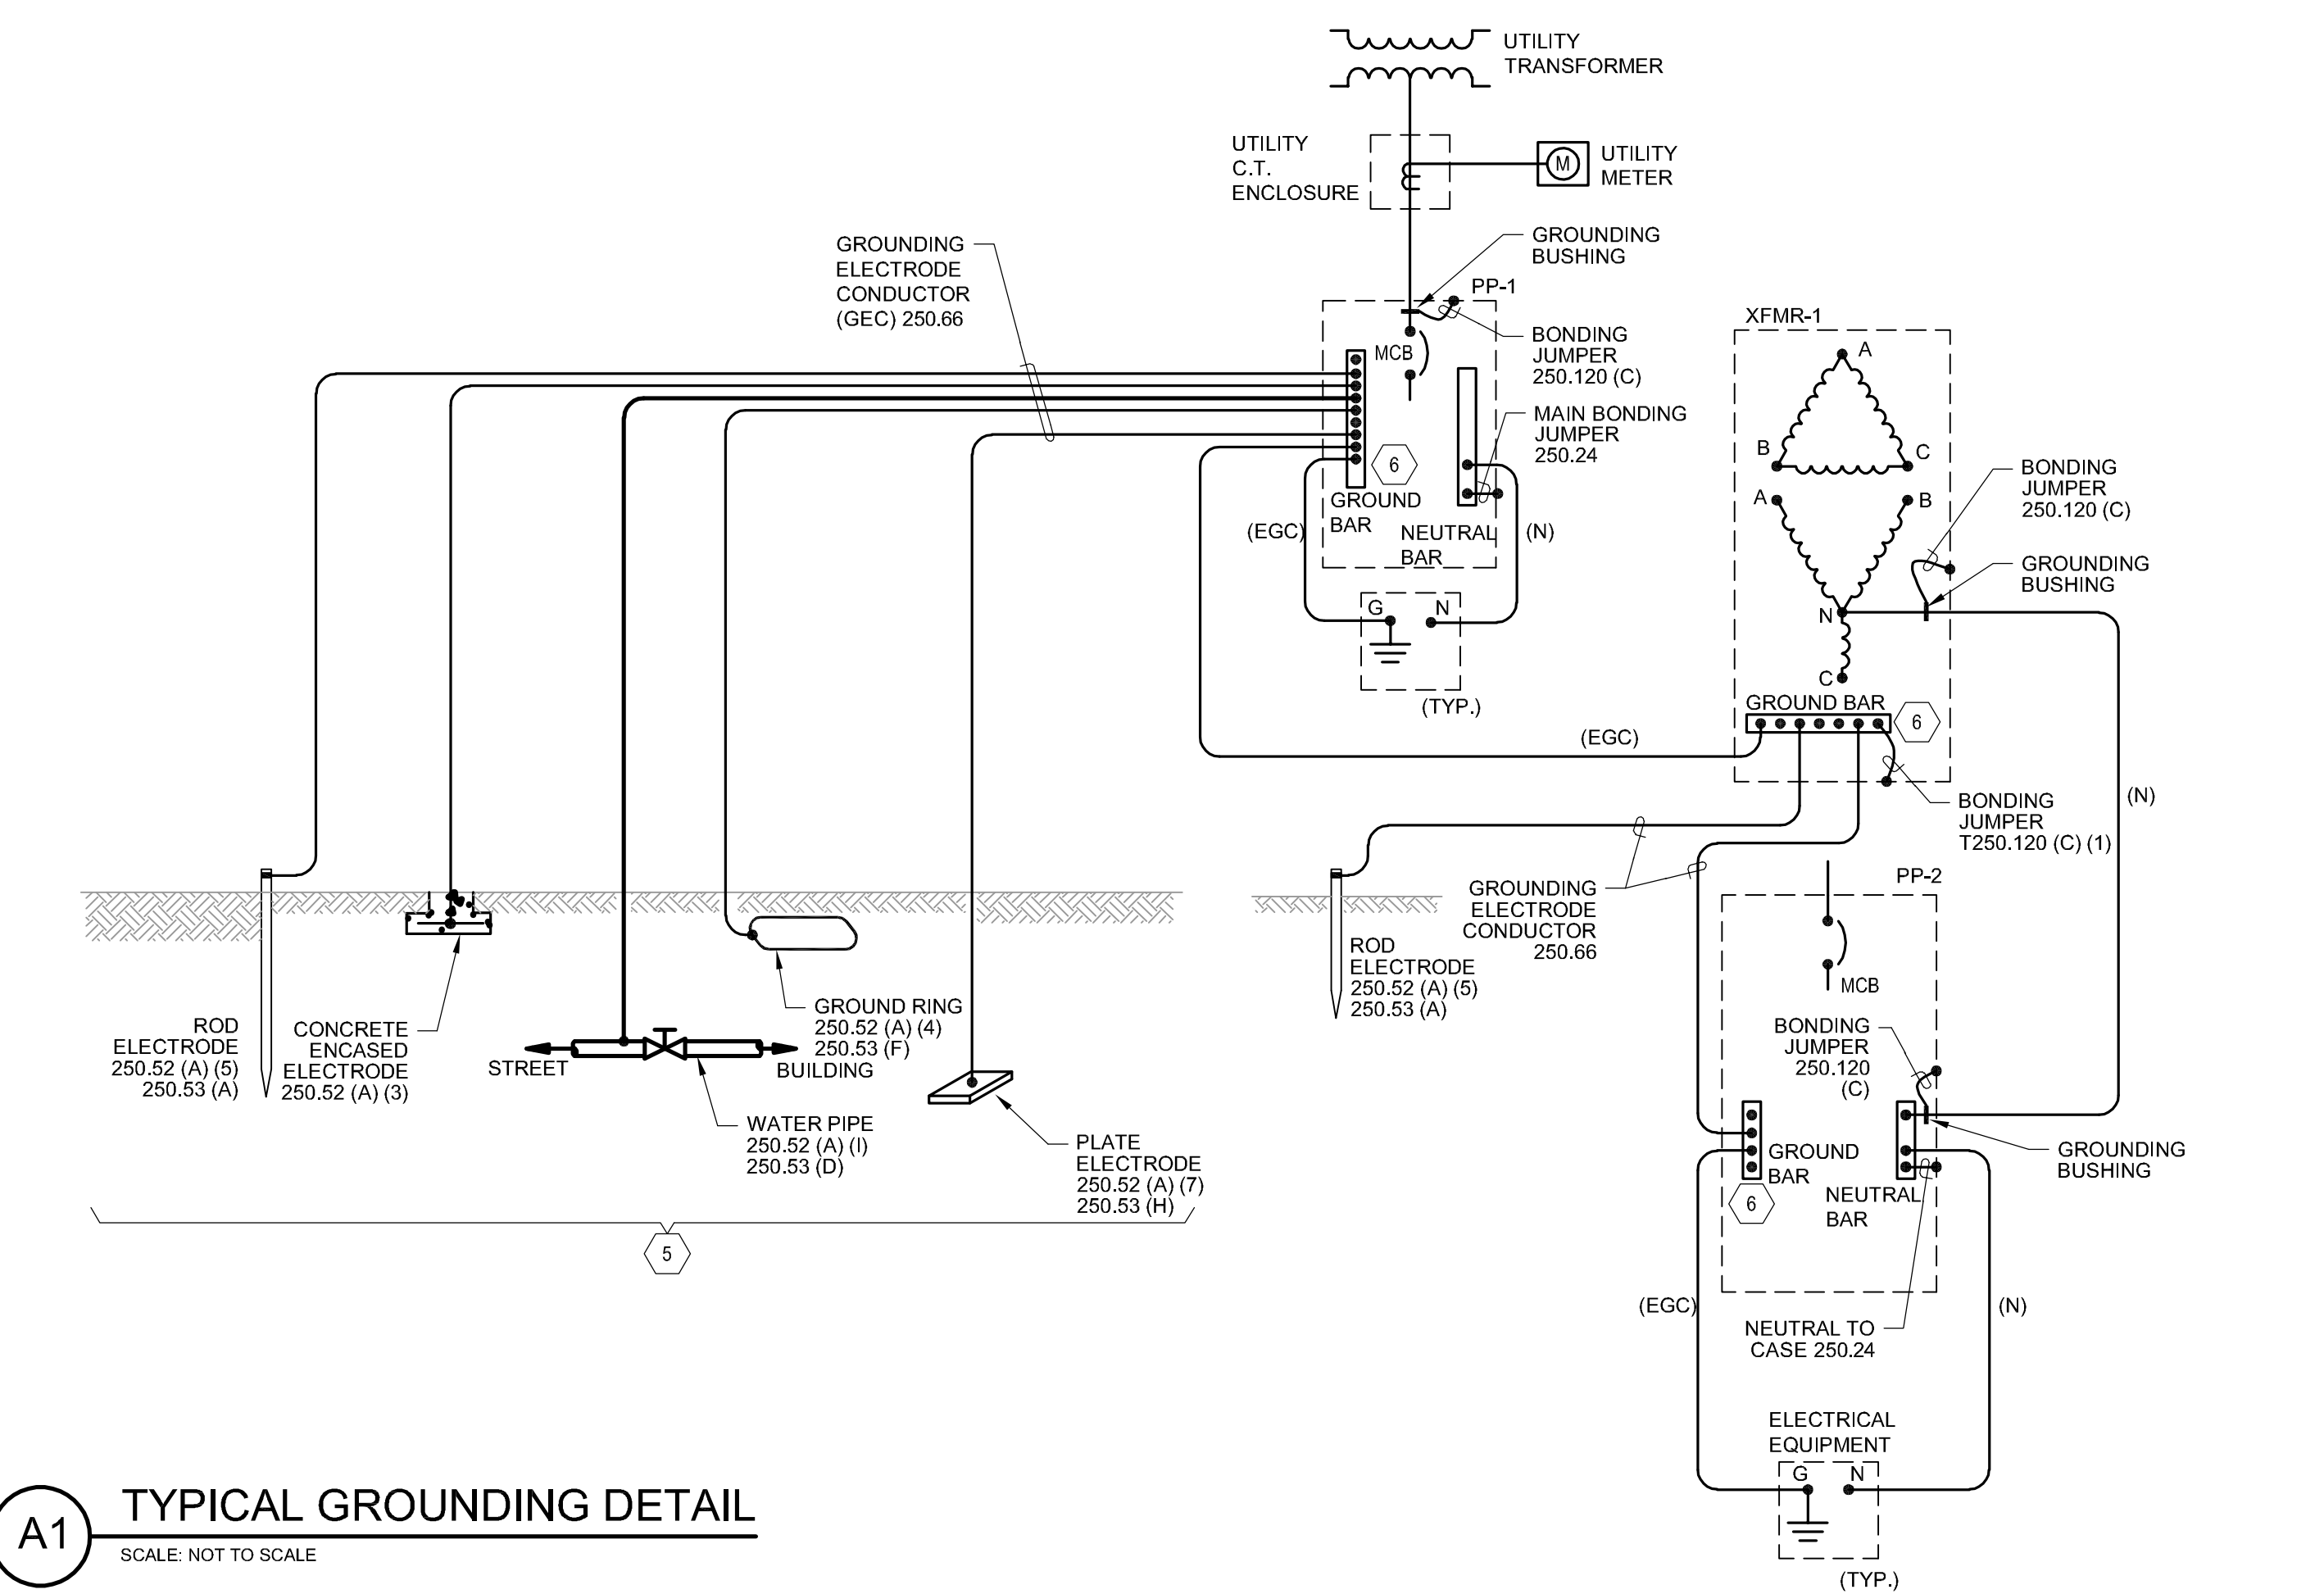 UTILITY
TRANSFORMER
UTILITY
C.T.
ENCLOSURE
M
UTILITY
METER
GROUNDING
ELECTRODE
CONDUCTOR
(GEC) 250.66
GROUNDING
BUSHING
PP-1
MCB
BONDING
JUMPER
250.120 (C)
MAIN BONDING
JUMPER
250.24
6
GROUND
BAR
NEUTRAL
BAR
(EGC)
(N)
G
N
(TYP.)
XFMR-1
A
B
C
A
B
N
C
GROUND BAR
6
BONDING
JUMPER
250.120 (C)
GROUNDING
BUSHING
(EGC)
(N)
BONDING
JUMPER
T250.120 (C) (1)
GROUNDING
ELECTRODE
CONDUCTOR
250.66
ROD
ELECTRODE
250.52 (A) (5)
250.53 (A)
PP-2
MCB
BONDING
JUMPER
250.120
(C)
GROUND
BAR
6
NEUTRAL
BAR
GROUNDING
BUSHING
(EGC)
(N)
NEUTRAL TO
CASE 250.24
ELECTRICAL
EQUIPMENT
G
N
(TYP.)
ROD
ELECTRODE
250.52 (A) (5)
250.53 (A)
CONCRETE
ENCASED
ELECTRODE
250.52 (A) (3)
STREET
BUILDING
GROUND RING
250.52 (A) (4)
250.53 (F)
WATER PIPE
250.52 (A) (I)
250.53 (D)
PLATE
ELECTRODE
250.52 (A) (7)
250.53 (H)
5
A1
TYPICAL GROUNDING DETAIL
SCALE: NOT TO SCALE